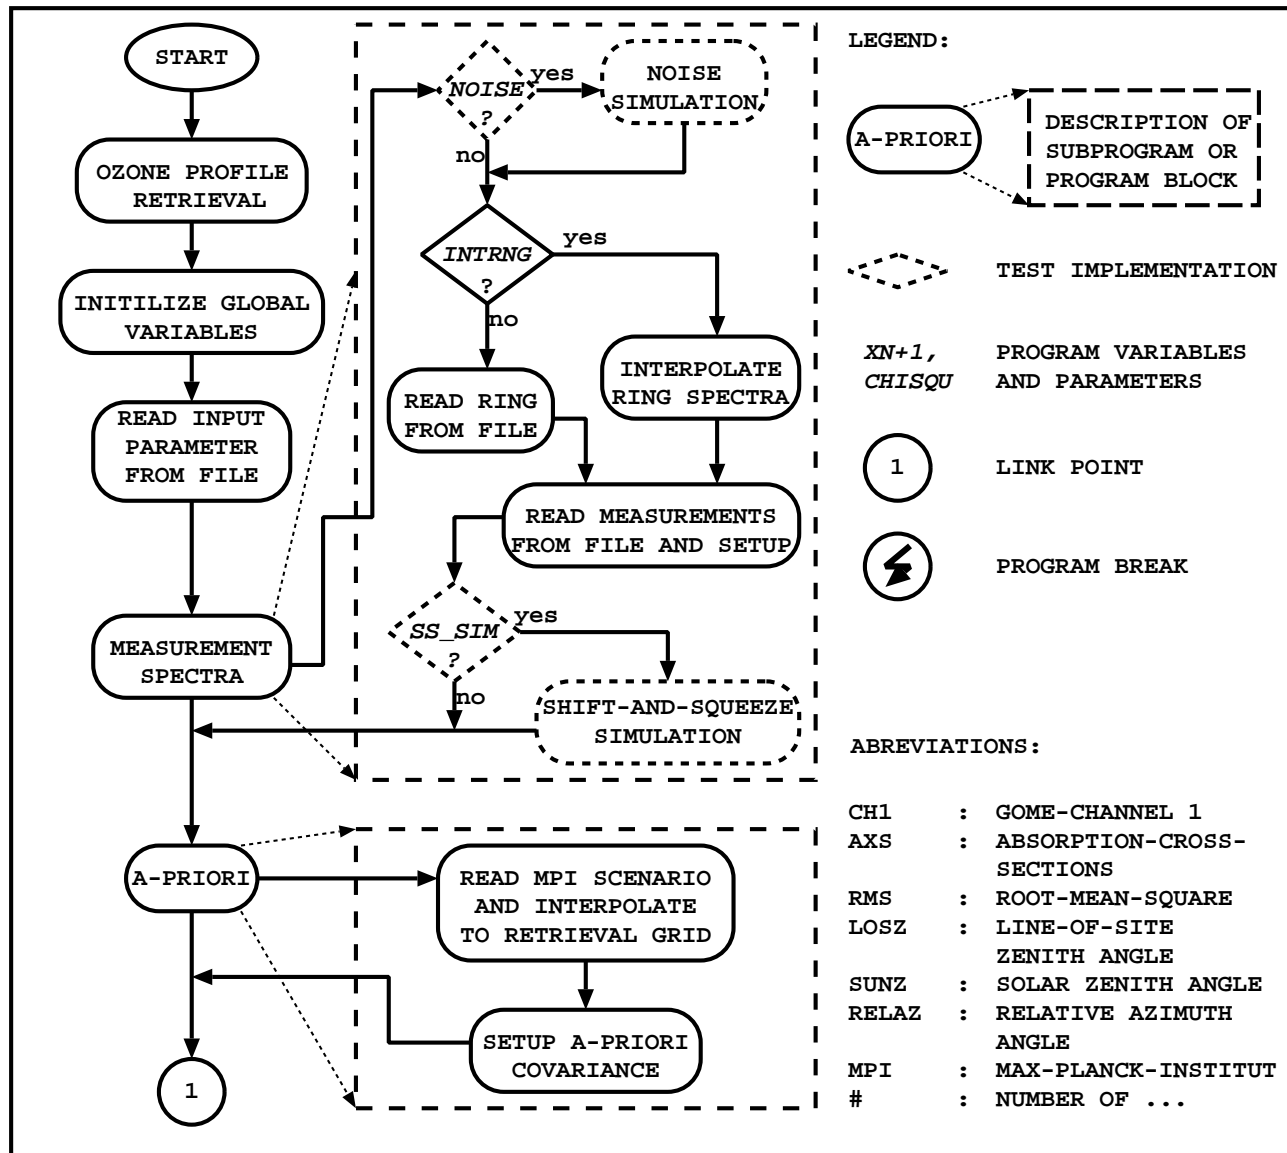 START
OZONE PROFILE
RETRIEVAL
INITILIZE GLOBAL
VARIABLES
READ INPUT
PARAMETER
FROM FILE
MEASUREMENT
SPECTRA
A-PRIORI
1
NOISE
?
yes
no
NOISE
SIMULATION
INTRNG
?
yes
no
INTERPOLATE
RING SPECTRA
READ RING
FROM FILE
READ MEASUREMENTS
FROM FILE AND SETUP
SS_SIM
?
yes
no
SHIFT-AND-SQUEEZE
SIMULATION
READ MPI SCENARIO
AND INTERPOLATE
TO RETRIEVAL GRID
SETUP A-PRIORI
COVARIANCE
LEGEND:
A-PRIORI
DESCRIPTION OF
SUBPROGRAM OR
PROGRAM BLOCK
TEST IMPLEMENTATION
XN+1, PROGRAM VARIABLES
CHISQU AND PARAMETERS
1 LINK POINT
PROGRAM BREAK
ABREVIATIONS:
CH1 : GOME-CHANNEL 1
AXS : ABSORPTION-CROSS-
SECTIONS
RMS : ROOT-MEAN-SQUARE
LOSZ : LINE-OF-SITE
ZENITH ANGLE
SUNZ : SOLAR ZENITH ANGLE
RELAZ : RELATIVE AZIMUTH
ANGLE
MPI : MAX-PLANCK-INSTITUT
# : NUMBER OF ...